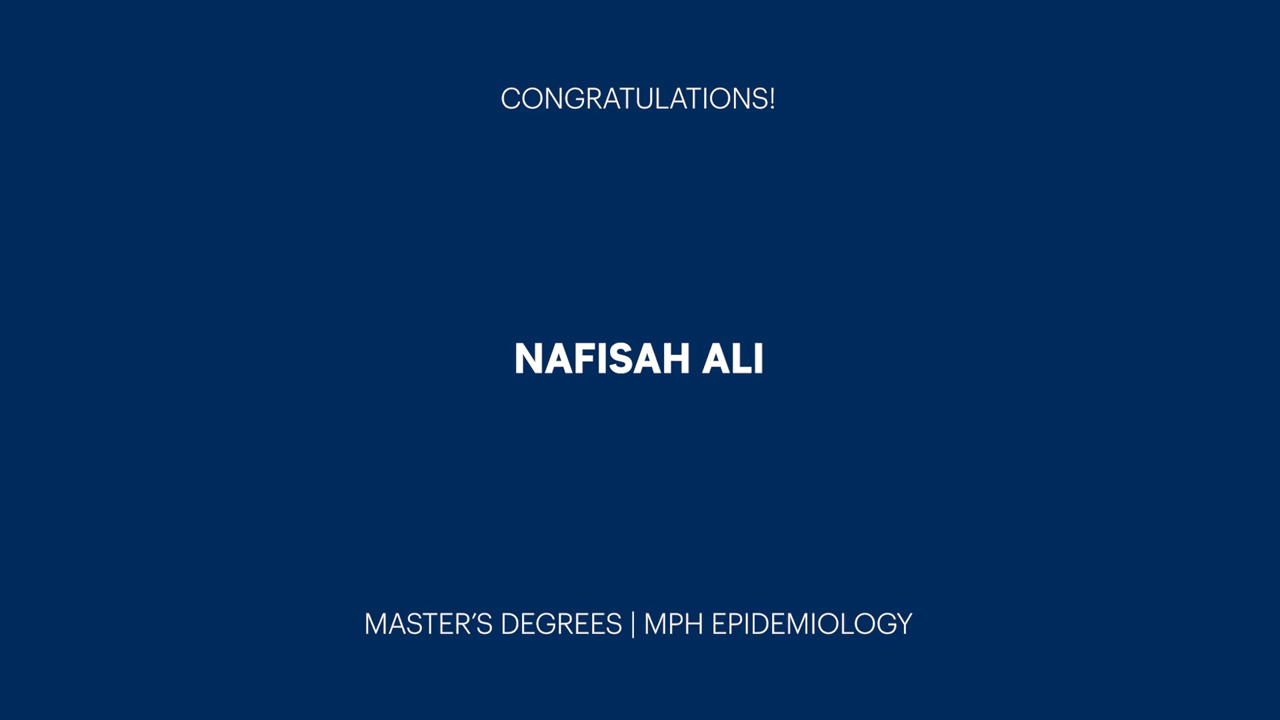 CONGRATULATIONS!
NAFISAH ALI
MASTER’S DEGREES | MPH EPIDEMIOLOGY